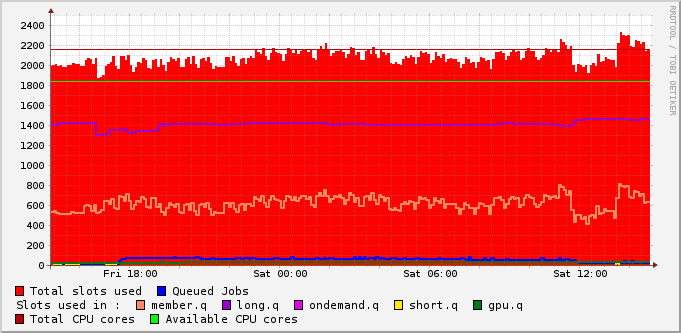 2400
2200
2000
1800
1600
1400
1200
1000
800
600
400
200
0
Fri 18:00 Sat 00:00 Sat 06:00 Sat 12:00
Total slots used Queued Jobs
Slots used in : member.q long.q ondemand.q short.q gpu.q
Total CPU cores Available CPU cores
RRDTOOL / TOBI OETIKER